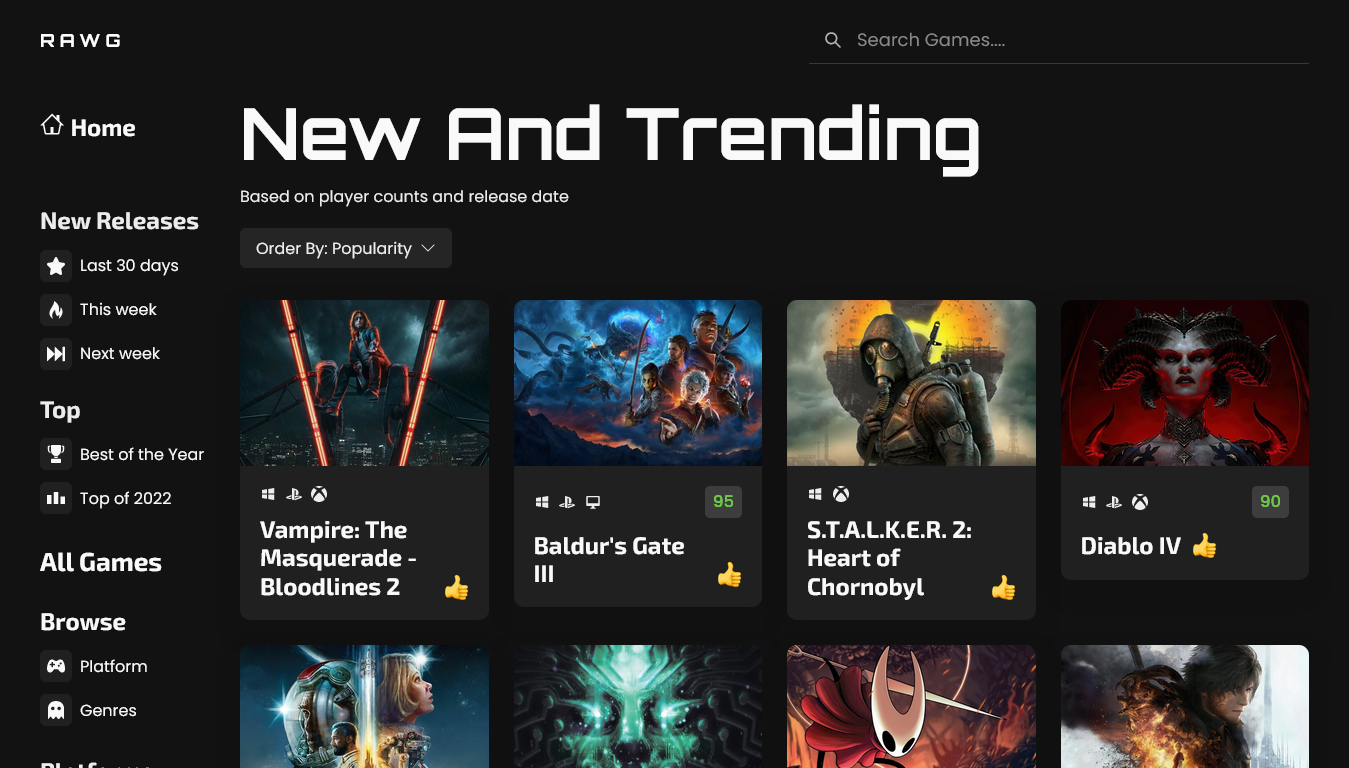 RAWG
Search Games....
Home
New And Trending
Based on player counts and release date
Order By: Popularity
New Releases
Last 30 days
This week
Next week
Top
Best of the Year
Top of 2022
All Games
Browse
Platform
Genres
Vampire: The
Masquerade -
Bloodlines 2
95
Baldur's Gate
III
S.T.A.L.K.E.R. 2:
Heart of
Chornobyl
90
Diablo IV